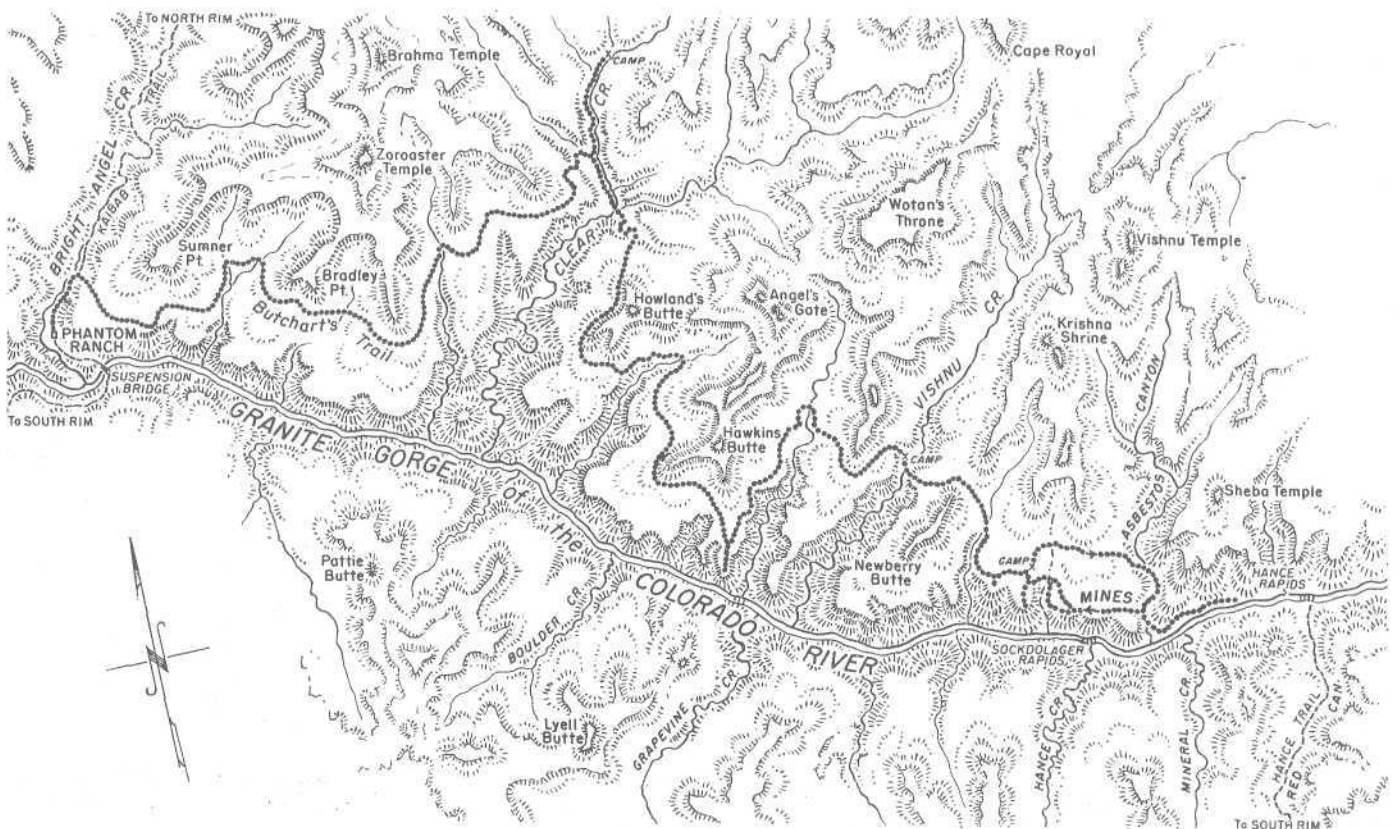 To NORTH RIM
Brahma Temple
CAMP
Cape Royal
BRIGHT ANGEL CR.
KAIBAB TRAIL
Zoroaster
Temple
CLEAR CR.
Wotan's
Throne
Vishnu Temple
Sumner
Pt.
Bradley
Pt.
Butchart's Trail
Howland's
Butte
Angel's
Gate
VISHNU CR.
Krishna
Shrine
PHANTOM
RANCH
SUSPENSION
BRIDGE
To SOUTH RIM
GRANITE GORGE of the COLORADO RIVER
Hawkins
Butte
CAMP
ASBESTOS CANYON
Sheba Temple
Pattie
Butte
Newberry
Butte
CAMP
MINES
HANCE
RAPIDS
BOULDER CR.
SOCKDOLAGER
RAPIDS
Lyell
Butte
GRAPEVINE CR.
HANCE CR.
MINERAL CR.
HANCE TRAIL
RED CAN.
To SOUTH RIM
N